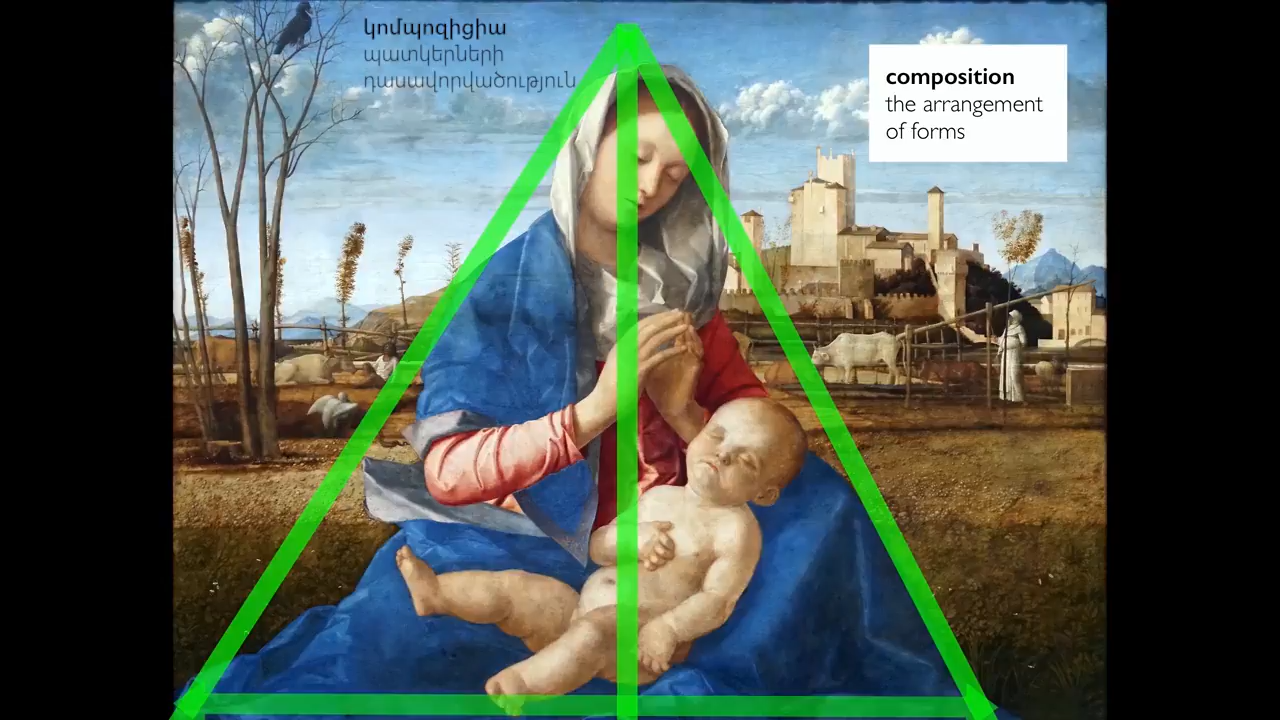 կոմպոզիցիա
պատկերների
դասավորվածություն
composition
the arrangement
of forms